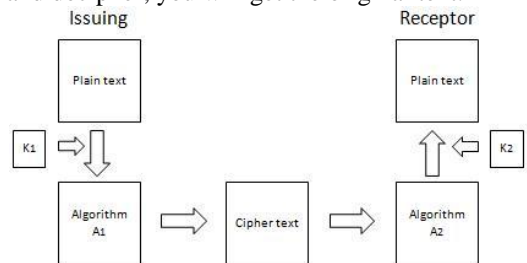 Issuing Receptor
Plain text Plain text
K1 K2
Algorithm A1 Cipher text Algorithm A2